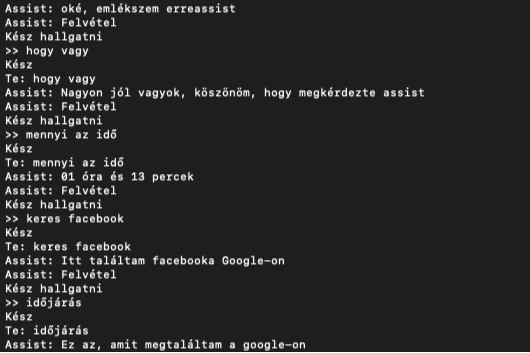 Assist: oké, emlékszem erreassist
Assist: Felvétel
Kész hallgatni
>> hogy vagy
Kész
Te: hogy vagy
Assist: Nagyon jól vagyok, köszönöm, hogy megkérdezte assist
Assist: Felvétel
Kész hallgatni
>> mennyi az idő
Kész
Te: mennyi az idő
Assist: 01 óra és 13 percek
Assist: Felvétel
Kész hallgatni
>> keres facebook
Kész
Te: keres facebook
Assist: Itt találtam facebooka Google-on
Assist: Felvétel
Kész hallgatni
>> időjárás
Kész
Te: időjárás
Assist: Ez az, amit megtaláltam a google-on